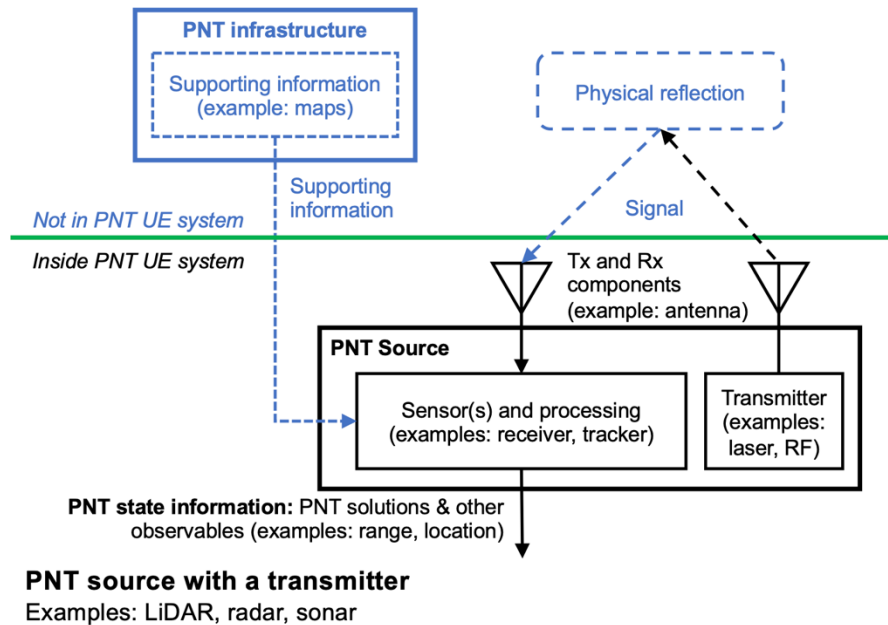 PNT infrastructure
Supporting information
(example: maps)
Physical reflection
Supporting
information
Signal
Not in PNT UE system
Inside PNT UE system
Tx and Rx
components
(example: antenna)
PNT Source
Sensor(s) and processing
(examples: receiver, tracker)
Transmitter
(examples:
laser, RF)
PNT state information: PNT solutions & other
observables (examples: range, location)
PNT source with a transmitter
Examples: LiDAR, radar, sonar